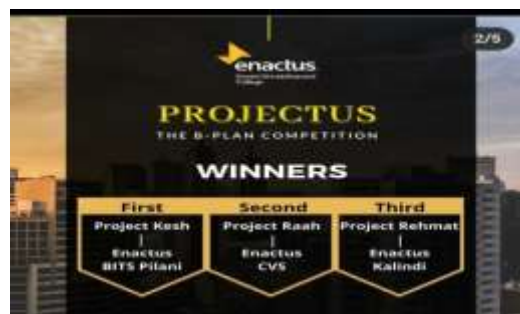 2/5
enactus
College
PROJECTUS
THE B-PLAN COMPETITION
WINNERS
First
Project Kesh
|
Enactus
BITS Pilani
Second
Project Raah
|
Enactus
CVS
Third
Project Rehmat
|
Enactus
Kalindi